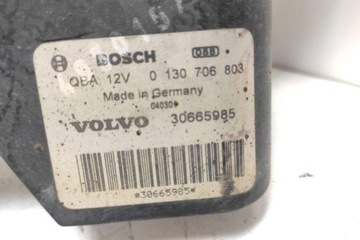 BOSCH
QBA 12V 0 130 706 803
Made in Germany
VOLVO 30665985
*30665985*